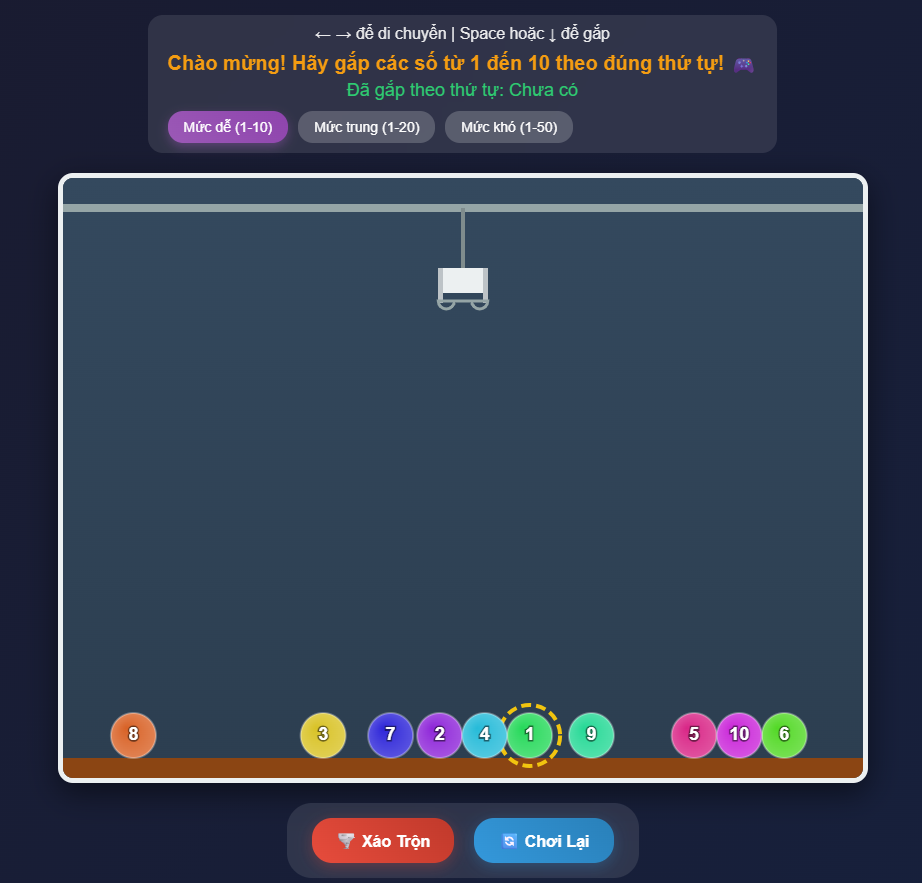 ←→ để di chuyển | Space hoặc ↓ để gắp
Chào mừng! Hãy gắp các số từ 1 đến 10 theo đúng thứ tự! 🎮
Đã gắp theo thứ tự: Chưa có
Mức dễ (1-10) Mức trung (1-20) Mức khó (1-50)
8 3 7 2 4 1 9 5 10 6
🌪️ Xáo Trộn 🔄 Chơi Lại